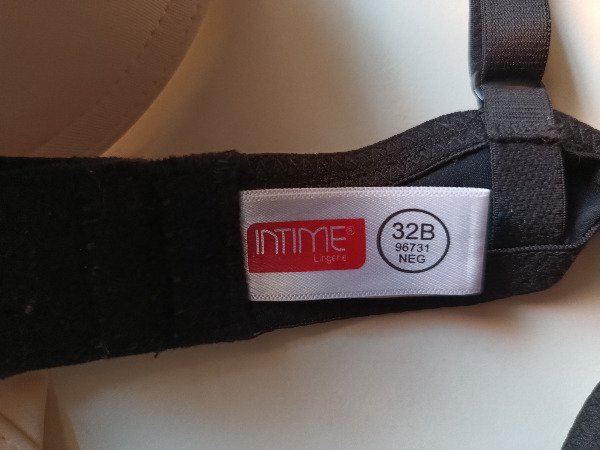 INTIME®
Lingerie
32B
96731
NEG